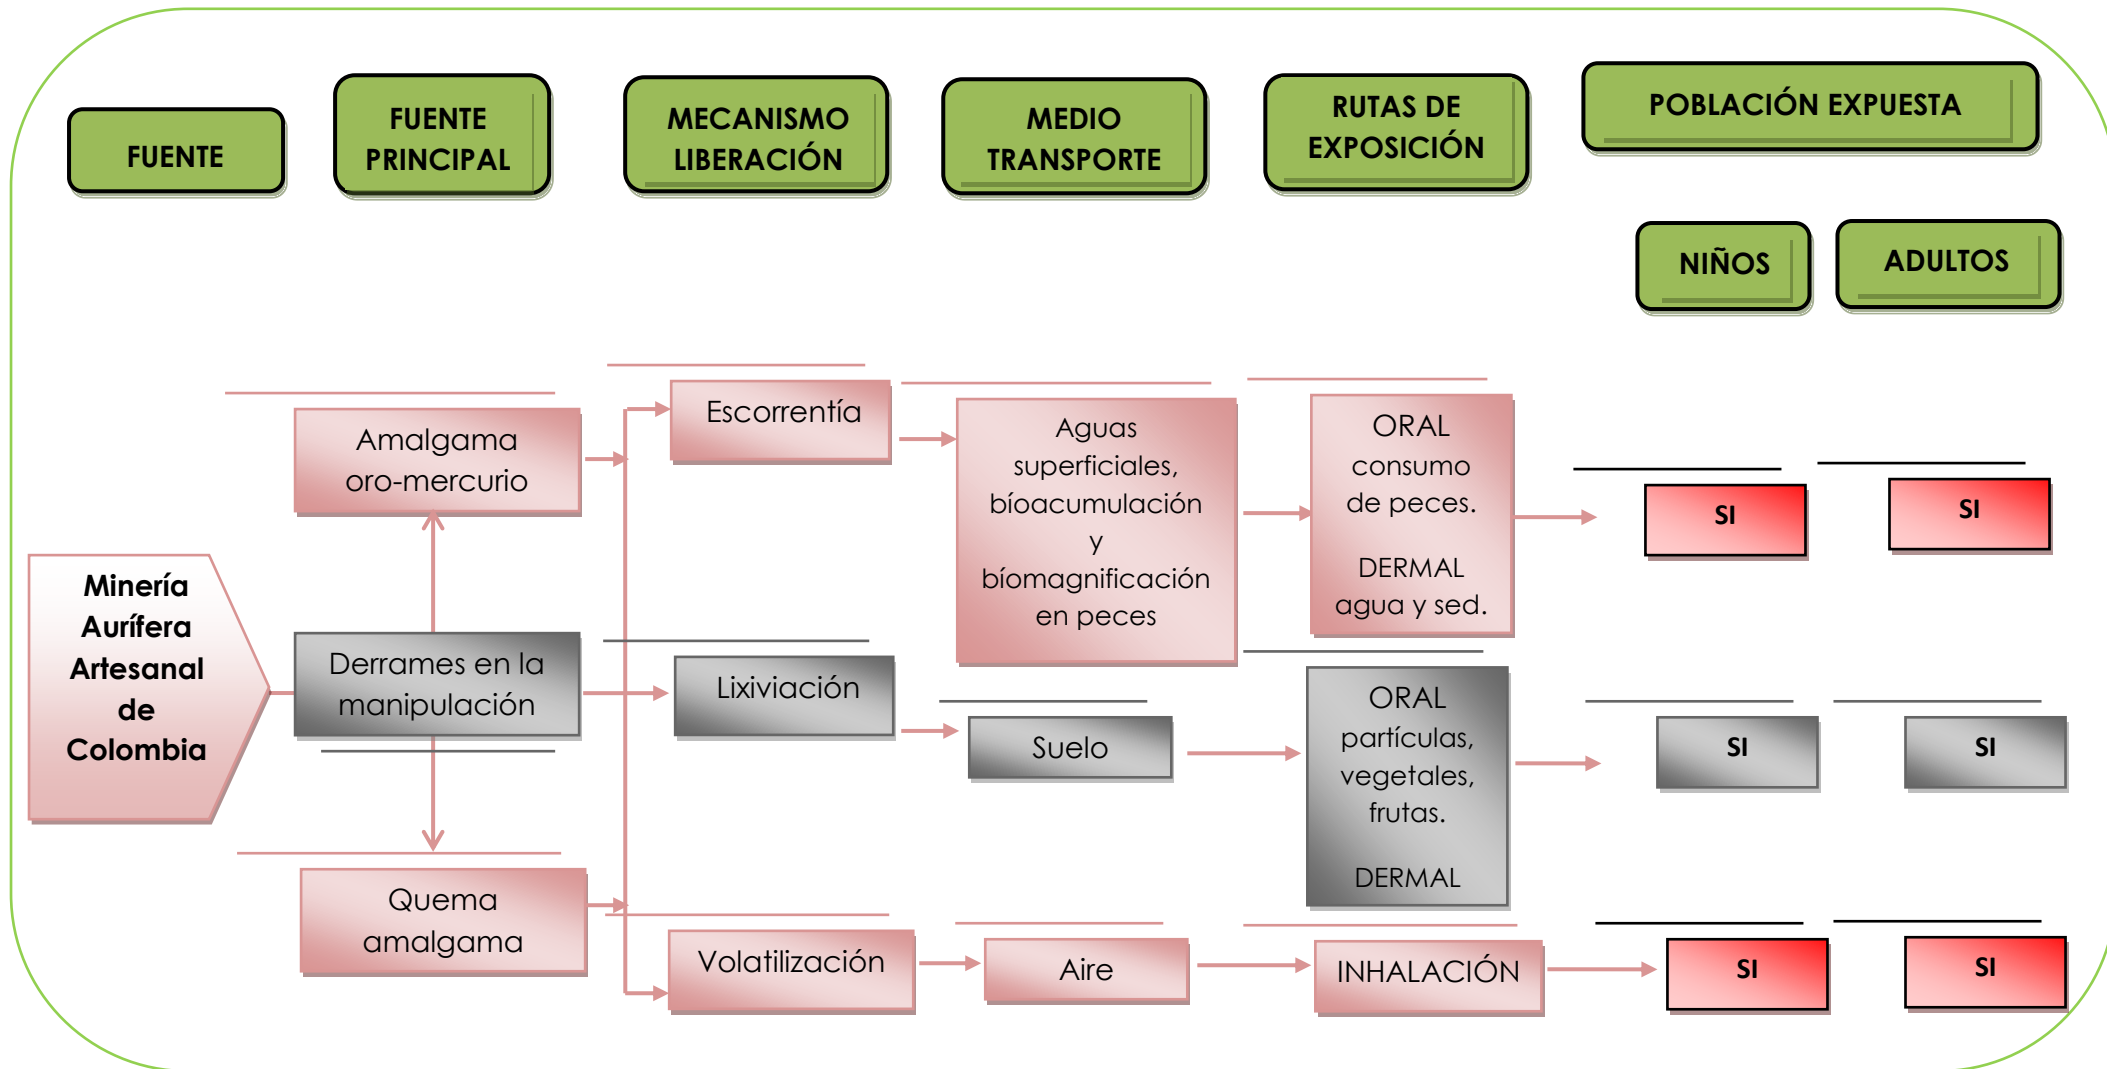 FUENTE
FUENTE
PRINCIPAL
MECANISMO
LIBERACIÓN
MEDIO
TRANSPORTE
RUTAS DE
EXPOSICIÓN
POBLACIÓN EXPUESTA
NIÑOS
ADULTOS
Minería
Aurífera
Artesanal
de
Colombia
Amalgama
oro-mercurio
Escorrentía
Aguas
superficiales,
bíoacumulación
y
bíomagnificación
en peces
ORAL
consumo
de peces.
DERMAL
agua y sed.
SI
SI
Derrames en la
manipulación
Lixiviación
Suelo
ORAL
partículas,
vegetales,
frutas.
DERMAL
SI
SI
Quema
amalgama
Volatilización
Aire
INHALACIÓN
SI
SI